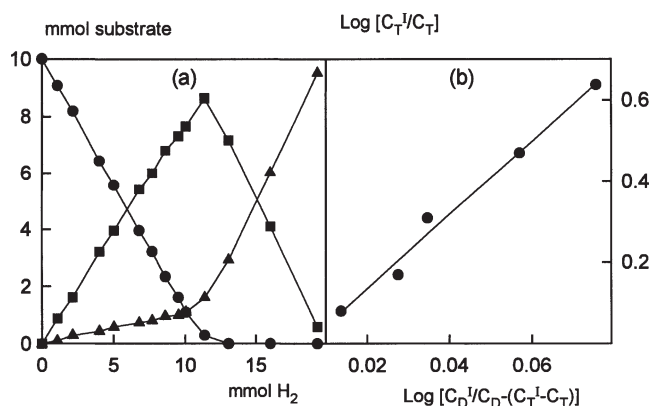 mmol substrate
Log [C_T^I/C_T]
10
8
6
4
2
0
(a)
(b)
0.6
0.4
0.2
0 5 10 15
0.02 0.04 0.06
mmol H₂
Log [C_D^I/C_D-(C_T^I-C_T)]